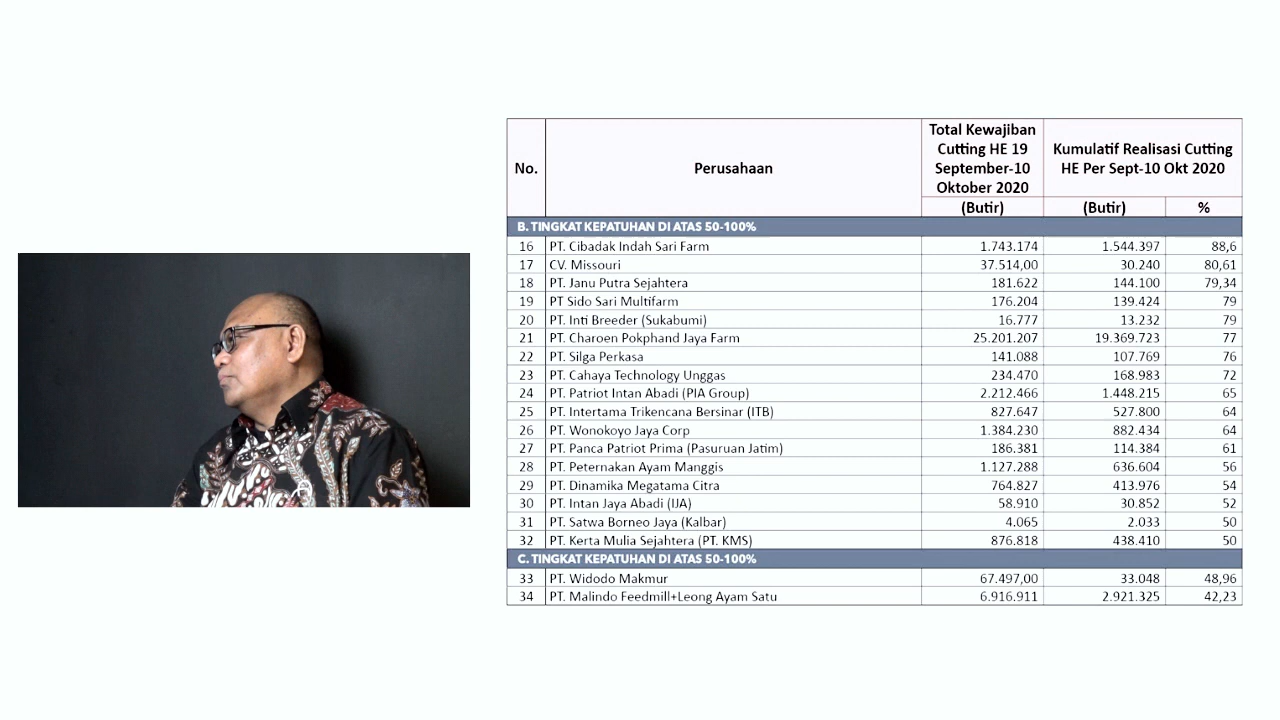 No.
Perusahaan
Total Kewajiban
Cutting HE 19
September-10
Oktober 2020
Kumulatif Realisasi Cutting
HE Per Sept-10 Okt 2020
(Butir) (Butir) %
B. TINGKAT KEPATUHAN DI ATAS 50-100%
16 PT. Cibadak Indah Sari Farm 1.743.174 1.544.397 88,6
17 CV. Missouri 37.514,00 30.240 80,61
18 PT. Janu Putra Sejahtera 181.622 144.100 79,34
19 PT Sido Sari Multifarm 176.204 139.424 79
20 PT. Inti Breeder (Sukabumi) 16.777 13.232 79
21 PT. Charoen Pokphand Jaya Farm 25.201.207 19.369.723 77
22 PT. Silga Perkasa 141.088 107.769 76
23 PT. Cahaya Technology Unggas 234.470 168.983 72
24 PT. Patriot Intan Abadi (PIA Group) 2.212.466 1.448.215 65
25 PT. Intertama Trikencana Bersinar (ITB) 827.647 527.800 64
26 PT. Wonokoyo Jaya Corp 1.384.230 882.434 64
27 PT. Panca Patriot Prima (Pasuruan Jatim) 186.381 114.384 61
28 PT. Peternakan Ayam Manggis 1.127.288 636.604 56
29 PT. Dinamika Megatama Citra 764.827 413.976 54
30 PT. Intan Jaya Abadi (IJA) 58.910 30.852 52
31 PT. Satwa Borneo Jaya (Kalbar) 4.065 2.033 50
32 PT. Kerta Mulia Sejahtera (PT. KMS) 876.818 438.410 50
C. TINGKAT KEPATUHAN DI ATAS 50-100%
33 PT. Widodo Makmur 67.497,00 33.048 48,96
34 PT. Malindo Feedmill+Leong Ayam Satu 6.916.911 2.921.325 42,23